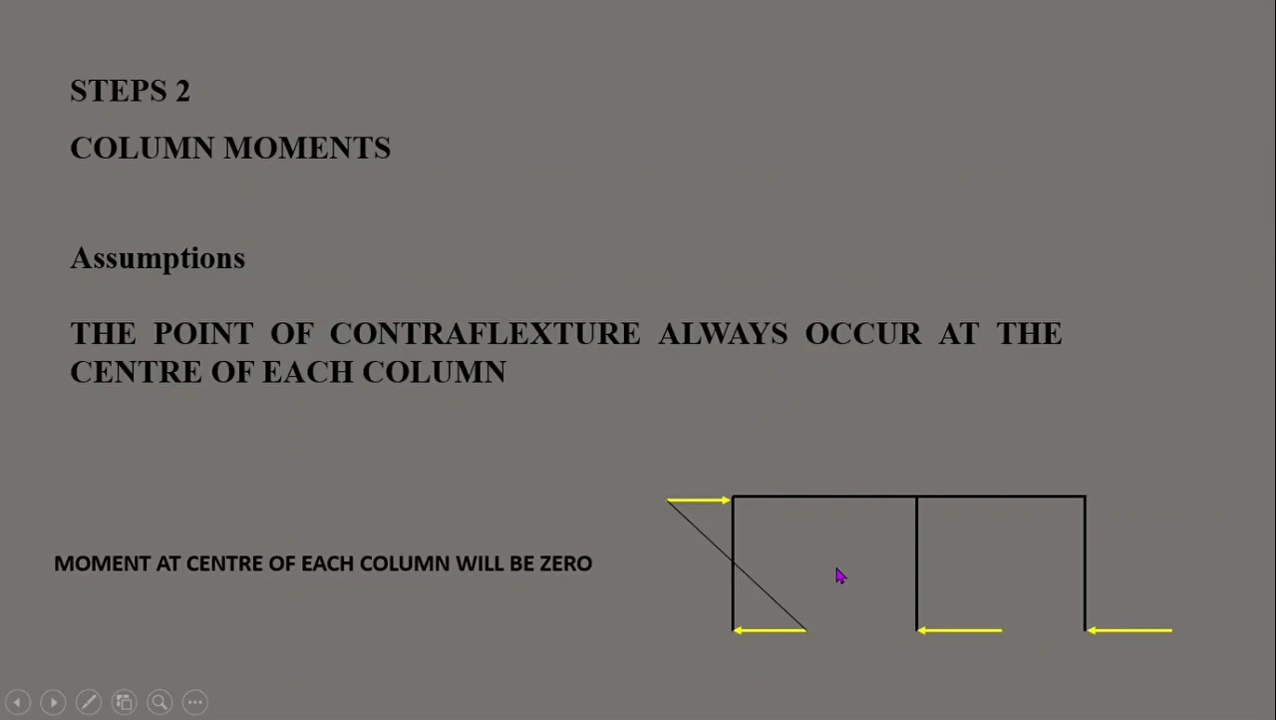 STEPS 2
COLUMN MOMENTS
Assumptions
THE POINT OF CONTRAFLEXTURE ALWAYS OCCUR AT THE
CENTRE OF EACH COLUMN
MOMENT AT CENTRE OF EACH COLUMN WILL BE ZERO